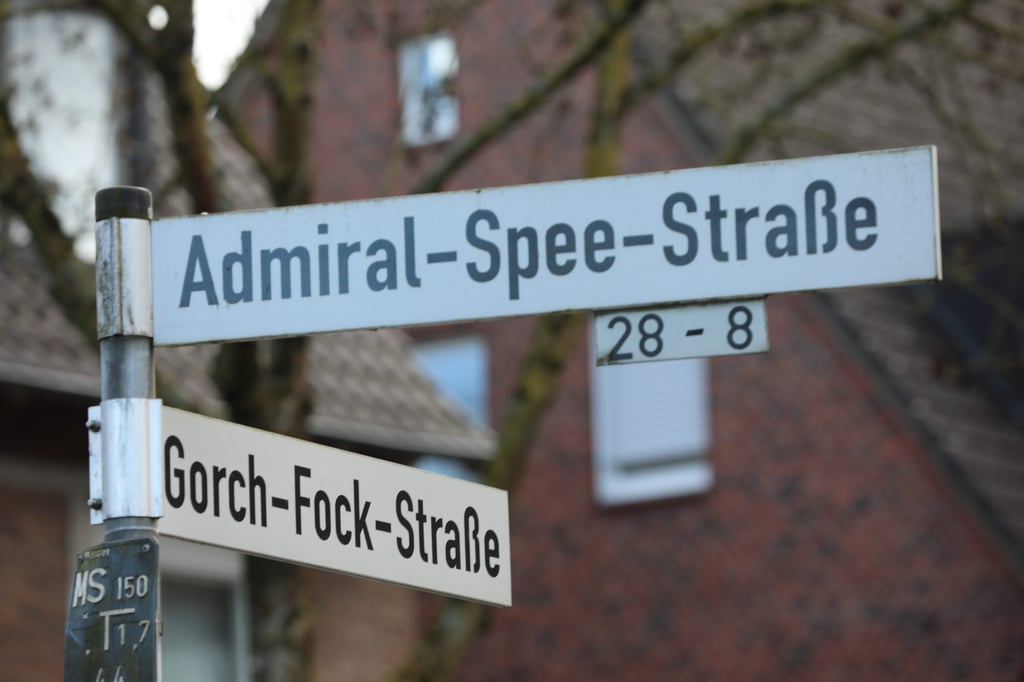 Admiral-Spee-Straße
28 - 8
Gorch-Fock-Straße
MS 150
T 1,7